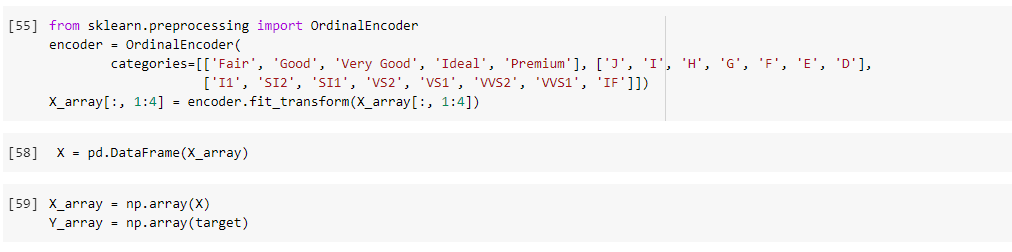 [55] from sklearn.preprocessing import OrdinalEncoder
encoder = OrdinalEncoder(
categories=[['Fair', 'Good', 'Very Good', 'Ideal', 'Premium'], ['J', 'I', 'H', 'G', 'F', 'E', 'D'],
['I1', 'SI2', 'SI1', 'VS2', 'VS1', 'VVS2', 'VVS1', 'IF']])
X_array[:, 1:4] = encoder.fit_transform(X_array[:, 1:4])
[58] X = pd.DataFrame(X_array)
[59] X_array = np.array(X)
Y_array = np.array(target)